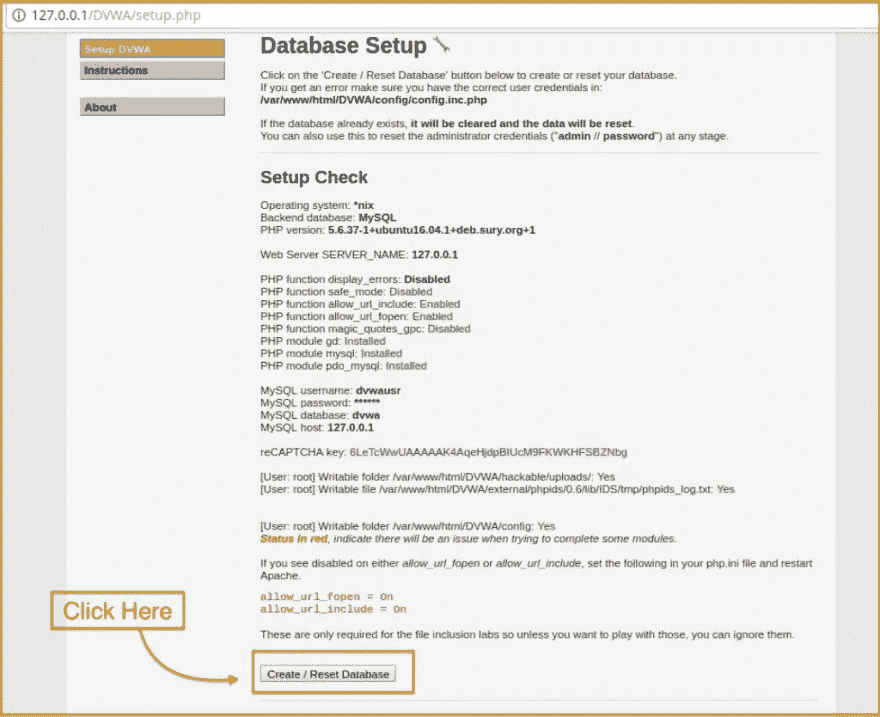 127.0.0.1/DVWA/setup.php
Setup DVWA
Instructions
About
Database Setup
Click on the 'Create / Reset Database' button below to create or reset your database.
If you get an error make sure you have the correct user credentials in:
/var/www/html/DVWA/config/config.inc.php
If the database already exists, it will be cleared and the data will be reset.
You can also use this to reset the administrator credentials ("admin // password") at any stage.
Setup Check
Operating system: *nix
Backend database: MySQL
PHP version: 5.6.37-1+ubuntu16.04.1+deb.sury.org+1
Web Server SERVER_NAME: 127.0.0.1
PHP function display_errors: Disabled
PHP function safe_mode: Disabled
PHP function allow_url_include: Enabled
PHP function allow_url_fopen: Enabled
PHP function magic_quotes_gpc: Disabled
PHP module gd: Installed
PHP module mysql: Installed
PHP module pdo_mysql: Installed
MySQL username: dvwausr
MySQL password: ******
MySQL database: dvwa
MySQL host: 127.0.0.1
reCAPTCHA key: 6LeTcWwUAAAAAK4AqeHjdpBIUcM9FKWKHFSBZNbg
[User: root] Writable folder /var/www/html/DVWA/hackable/uploads/: Yes
[User: root] Writable file /var/www/html/DVWA/external/phpids/0.6/lib/IDS/tmp/phpids_log.txt: Yes
[User: root] Writable folder /var/www/html/DVWA/config: Yes
Status in red, indicate there will be an issue when trying to complete some modules.
If you see disabled on either allow_url_fopen or allow_url_include, set the following in your php.ini file and restart
Apache.
allow_url_fopen = On
allow_url_include = On
These are only required for the file inclusion labs so unless you want to play with those, you can ignore them.
Click Here
Create / Reset Database